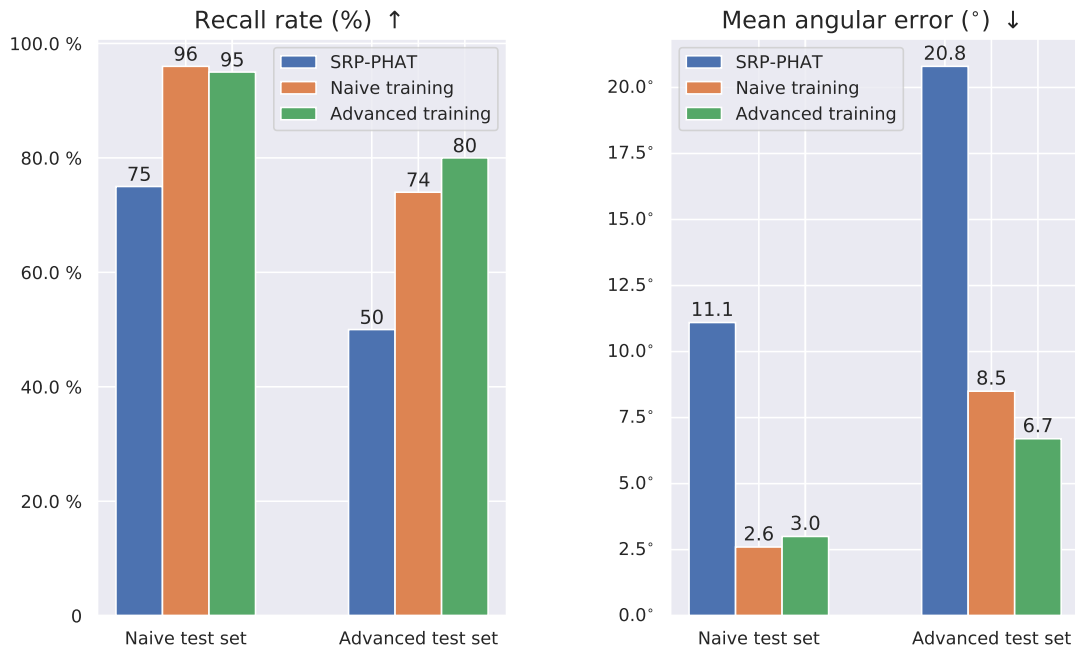 Recall rate (%) ↑
100.0 %
80.0 %
60.0 %
40.0 %
20.0 %
0
SRP-PHAT
Naive training
Advanced training
96
95
75
80
74
50
Naive test set
Advanced test set
Mean angular error (°) ↓
20.0°
17.5°
15.0°
12.5°
10.0°
7.5°
5.0°
2.5°
0.0°
SRP-PHAT
Naive training
Advanced training
20.8
11.1
8.5
6.7
2.6
3.0
Naive test set
Advanced test set